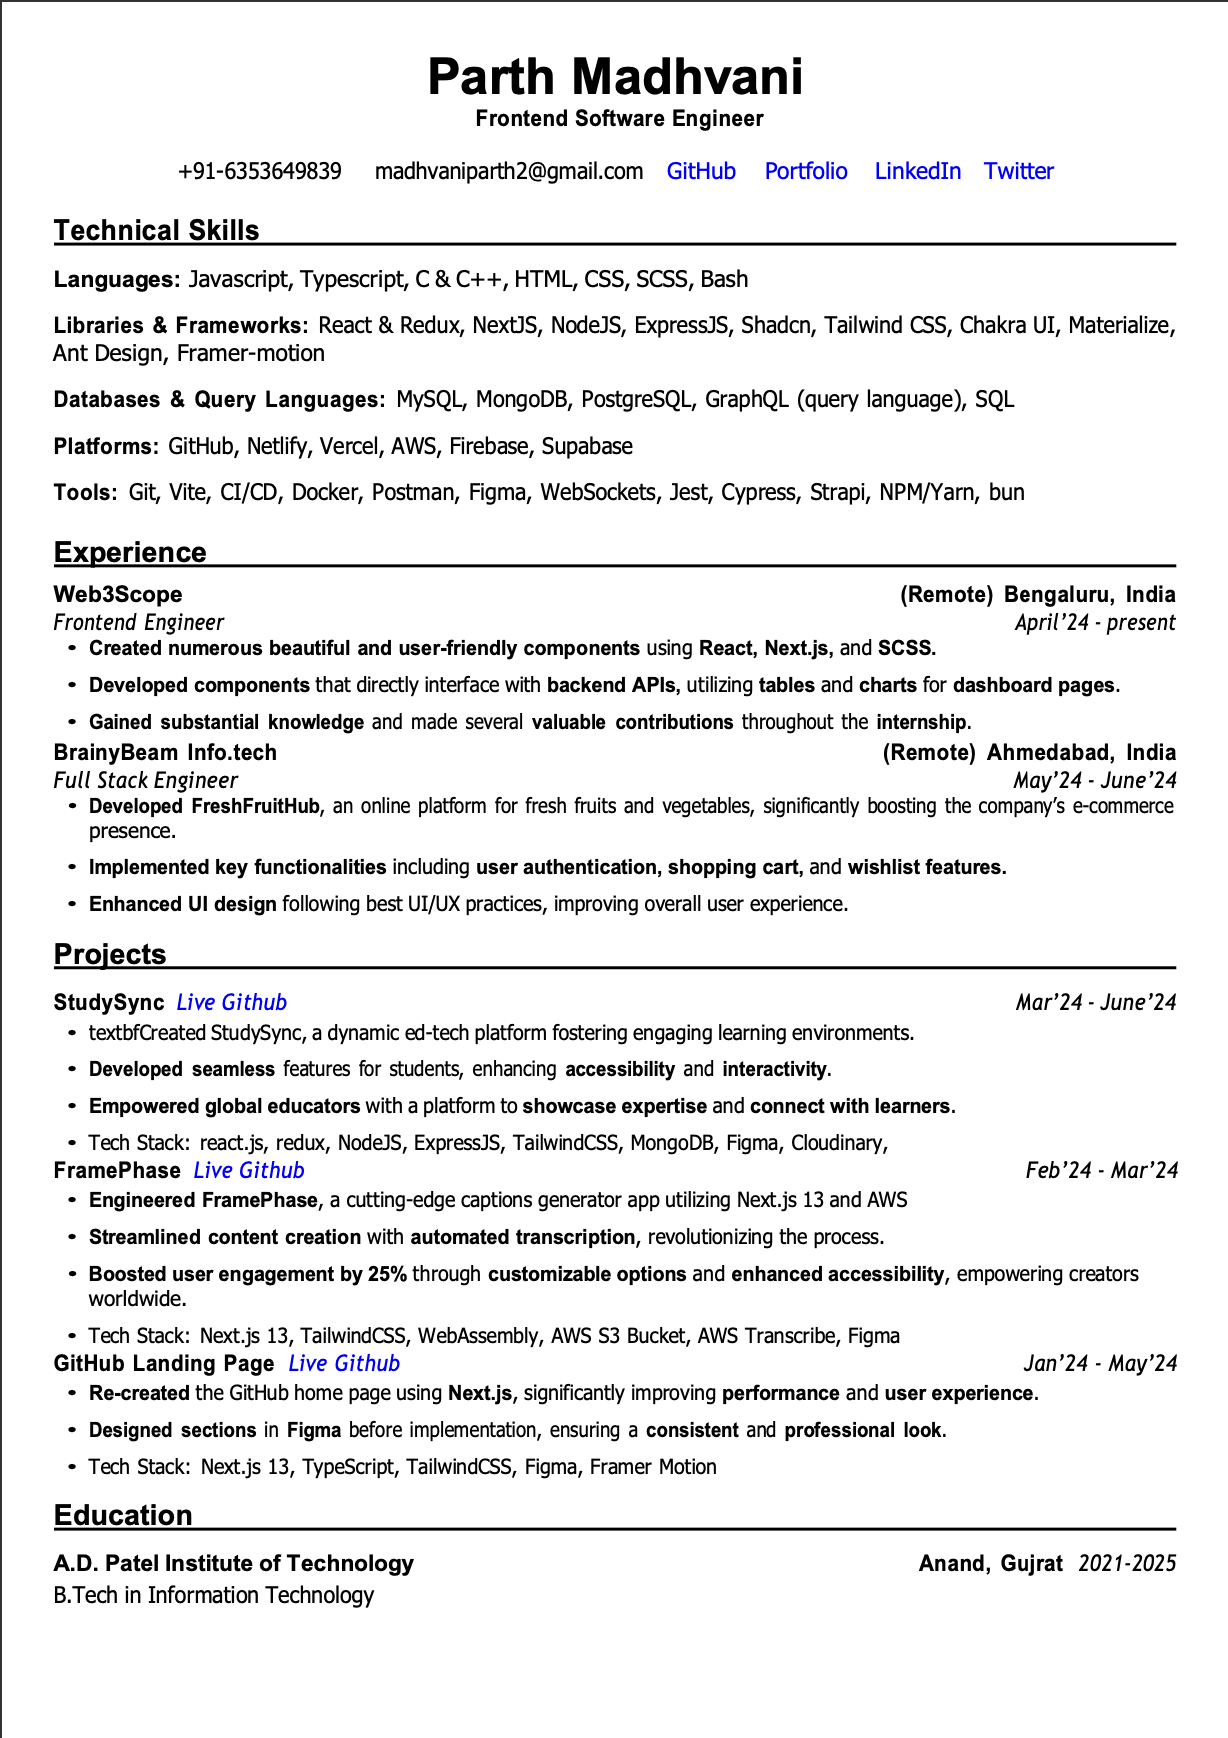 Parth Madhvani
Frontend Software Engineer
+91-6353649839 madhvaniparth2@gmail.com GitHub Portfolio LinkedIn Twitter
Technical Skills
Languages: Javascript, Typescript, C & C++, HTML, CSS, SCSS, Bash
Libraries & Frameworks: React & Redux, NextJS, NodeJS, ExpressJS, Shadcn, Tailwind CSS, Chakra UI, Materialize,
Ant Design, Framer-motion
Databases & Query Languages: MySQL, MongoDB, PostgreSQL, GraphQL (query language), SQL
Platforms: GitHub, Netlify, Vercel, AWS, Firebase, Supabase
Tools: Git, Vite, CI/CD, Docker, Postman, Figma, WebSockets, Jest, Cypress, Strapi, NPM/Yarn, bun
Experience
Web3Scope (Remote) Bengaluru, India
Frontend Engineer April’24 - present
• Created numerous beautiful and user-friendly components using React, Next.js, and SCSS.
• Developed components that directly interface with backend APIs, utilizing tables and charts for dashboard pages.
• Gained substantial knowledge and made several valuable contributions throughout the internship.
BrainyBeam Info.tech (Remote) Ahmedabad, India
Full Stack Engineer May’24 - June’24
• Developed FreshFruitHub, an online platform for fresh fruits and vegetables, significantly boosting the company’s e-commerce
presence.
• Implemented key functionalities including user authentication, shopping cart, and wishlist features.
• Enhanced UI design following best UI/UX practices, improving overall user experience.
Projects
StudySync Live Github Mar’24 - June’24
• textbfCreated StudySync, a dynamic ed-tech platform fostering engaging learning environments.
• Developed seamless features for students, enhancing accessibility and interactivity.
• Empowered global educators with a platform to showcase expertise and connect with learners.
• Tech Stack: react.js, redux, NodeJS, ExpressJS, TailwindCSS, MongoDB, Figma, Cloudinary,
FramePhase Live Github Feb’24 - Mar’24
• Engineered FramePhase, a cutting-edge captions generator app utilizing Next.js 13 and AWS
• Streamlined content creation with automated transcription, revolutionizing the process.
• Boosted user engagement by 25% through customizable options and enhanced accessibility, empowering creators
worldwide.
• Tech Stack: Next.js 13, TailwindCSS, WebAssembly, AWS S3 Bucket, AWS Transcribe, Figma
GitHub Landing Page Live Github Jan’24 - May’24
• Re-created the GitHub home page using Next.js, significantly improving performance and user experience.
• Designed sections in Figma before implementation, ensuring a consistent and professional look.
• Tech Stack: Next.js 13, TypeScript, TailwindCSS, Figma, Framer Motion
Education
A.D. Patel Institute of Technology Anand, Gujrat 2021-2025
B.Tech in Information Technology